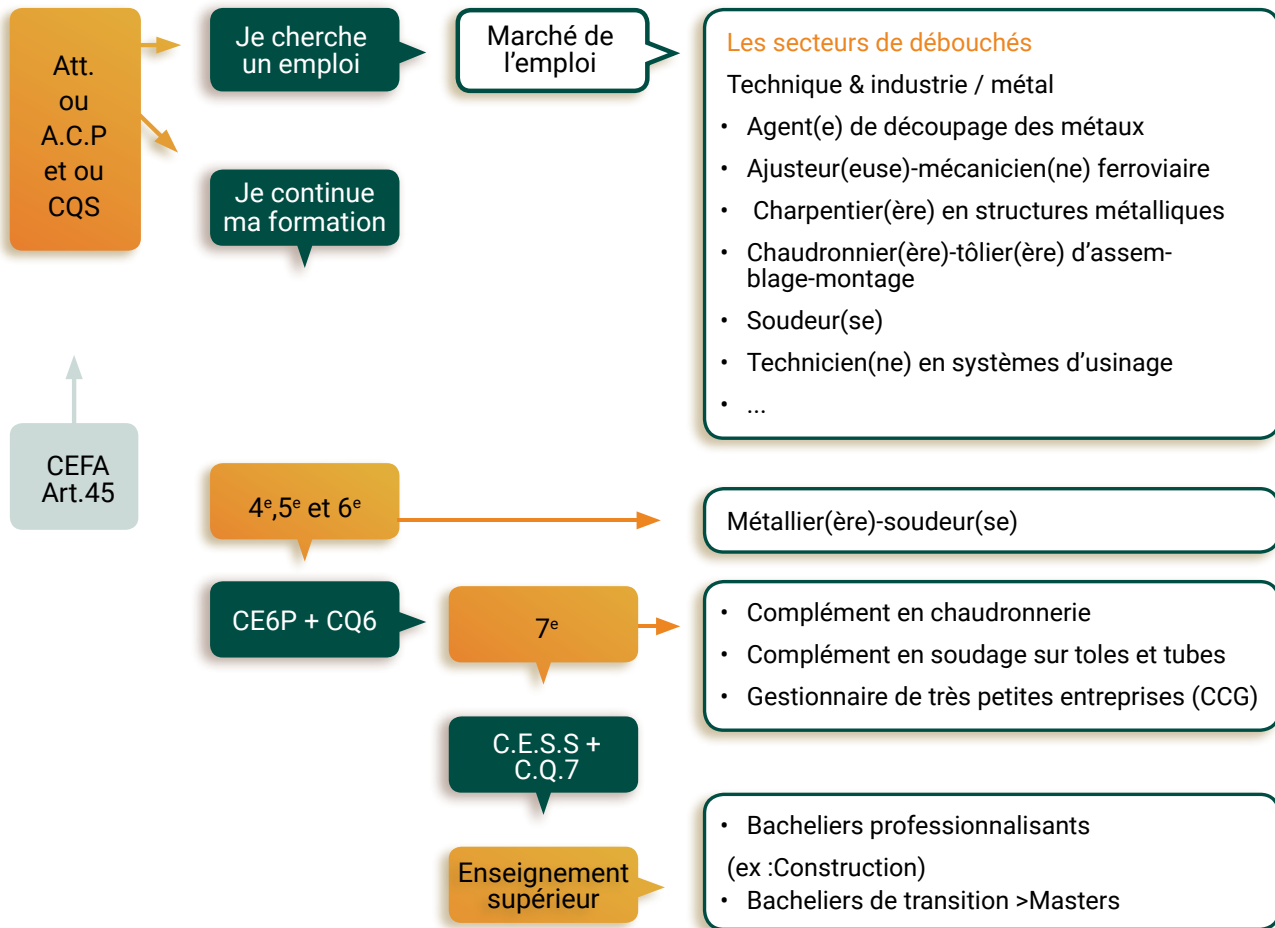 Att.
ou
A.C.P
et ou
CQS
Je cherche
un emploi
Marché de
l'emploi
Les secteurs de débouchés
Technique & industrie / métal
• Agent(e) de découpage des métaux
• Ajusteur(euse)-mécanicien(ne) ferroviaire
• Charpentier(ère) en structures métalliques
• Chaudronnier(ère)-tôlier(ère) d'assem-
blage-montage
• Soudeur(se)
• Technicien(ne) en systèmes d'usinage
• ...
Je continue
ma formation
CEFA
Art.45
4e,5e et 6e
Métallier(ère)-soudeur(se)
CE6P + CQ6
7e
• Complément en chaudronnerie
• Complément en soudage sur toles et tubes
• Gestionnaire de très petites entreprises (CCG)
C.E.S.S +
C.Q.7
Enseignement
supérieur
• Bacheliers professionnalisants
(ex :Construction)
• Bacheliers de transition >Masters